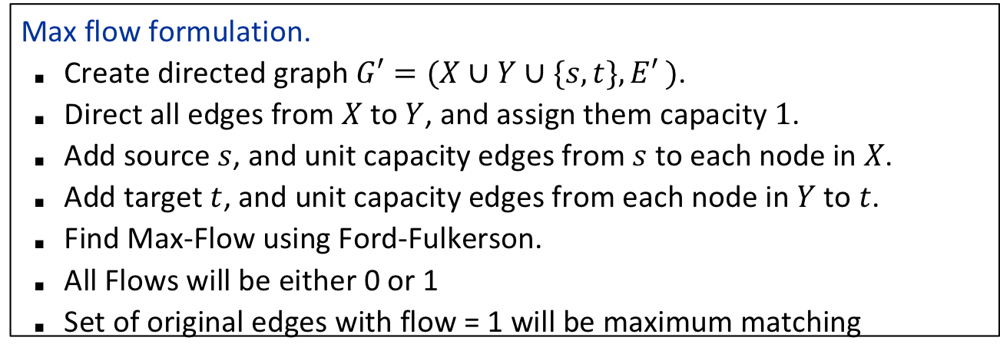 Max flow formulation.
▪ Create directed graph G′ = (X ∪ Y ∪ {s, t}, E′ ).
▪ Direct all edges from X to Y, and assign them capacity 1.
▪ Add source s, and unit capacity edges from s to each node in X.
▪ Add target t, and unit capacity edges from each node in Y to t.
▪ Find Max-Flow using Ford-Fulkerson.
▪ All Flows will be either 0 or 1
▪ Set of original edges with flow = 1 will be maximum matching